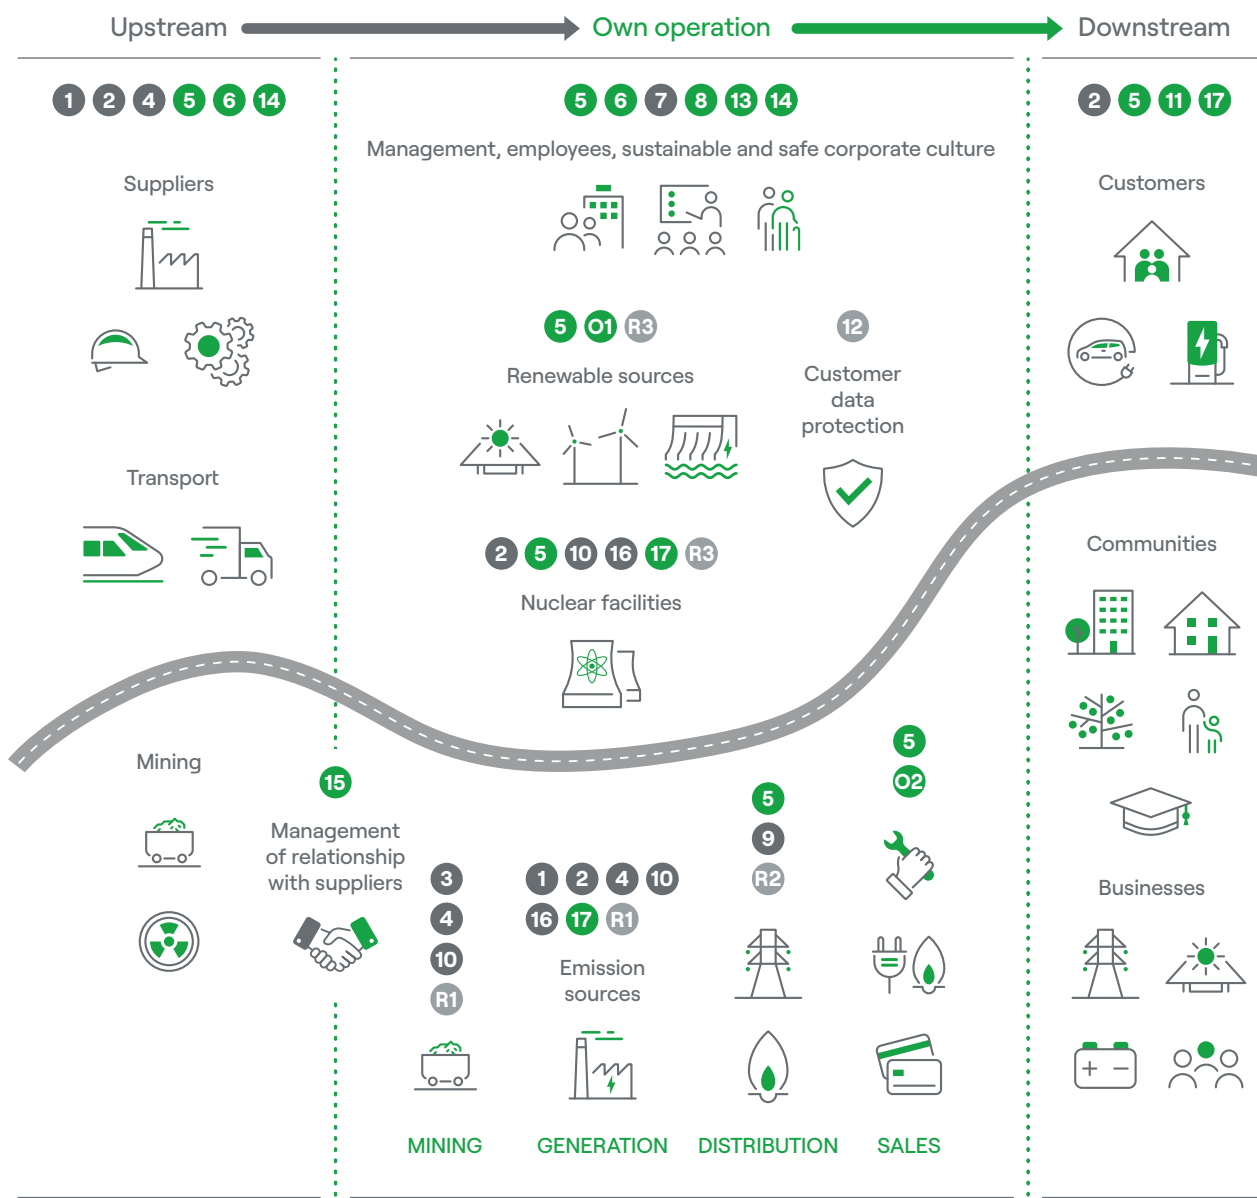 Upstream
Own operation
Downstream
1 2 4 5 6 14
5 6 7 8 13 14
2 5 11 17
Management, employees, sustainable and safe corporate culture
Suppliers
Customers
5 O1 R3
12
Renewable sources
Customer
data
protection
Transport
2 5 10 16 17 R3
Nuclear facilities
Communities
Mining
15
Management
of relationship
with suppliers
3
4
10
R1
1 2 4 10
16 17 R1
Emission
sources
5
9
R2
5
O2
Businesses
MINING
GENERATION
DISTRIBUTION
SALES